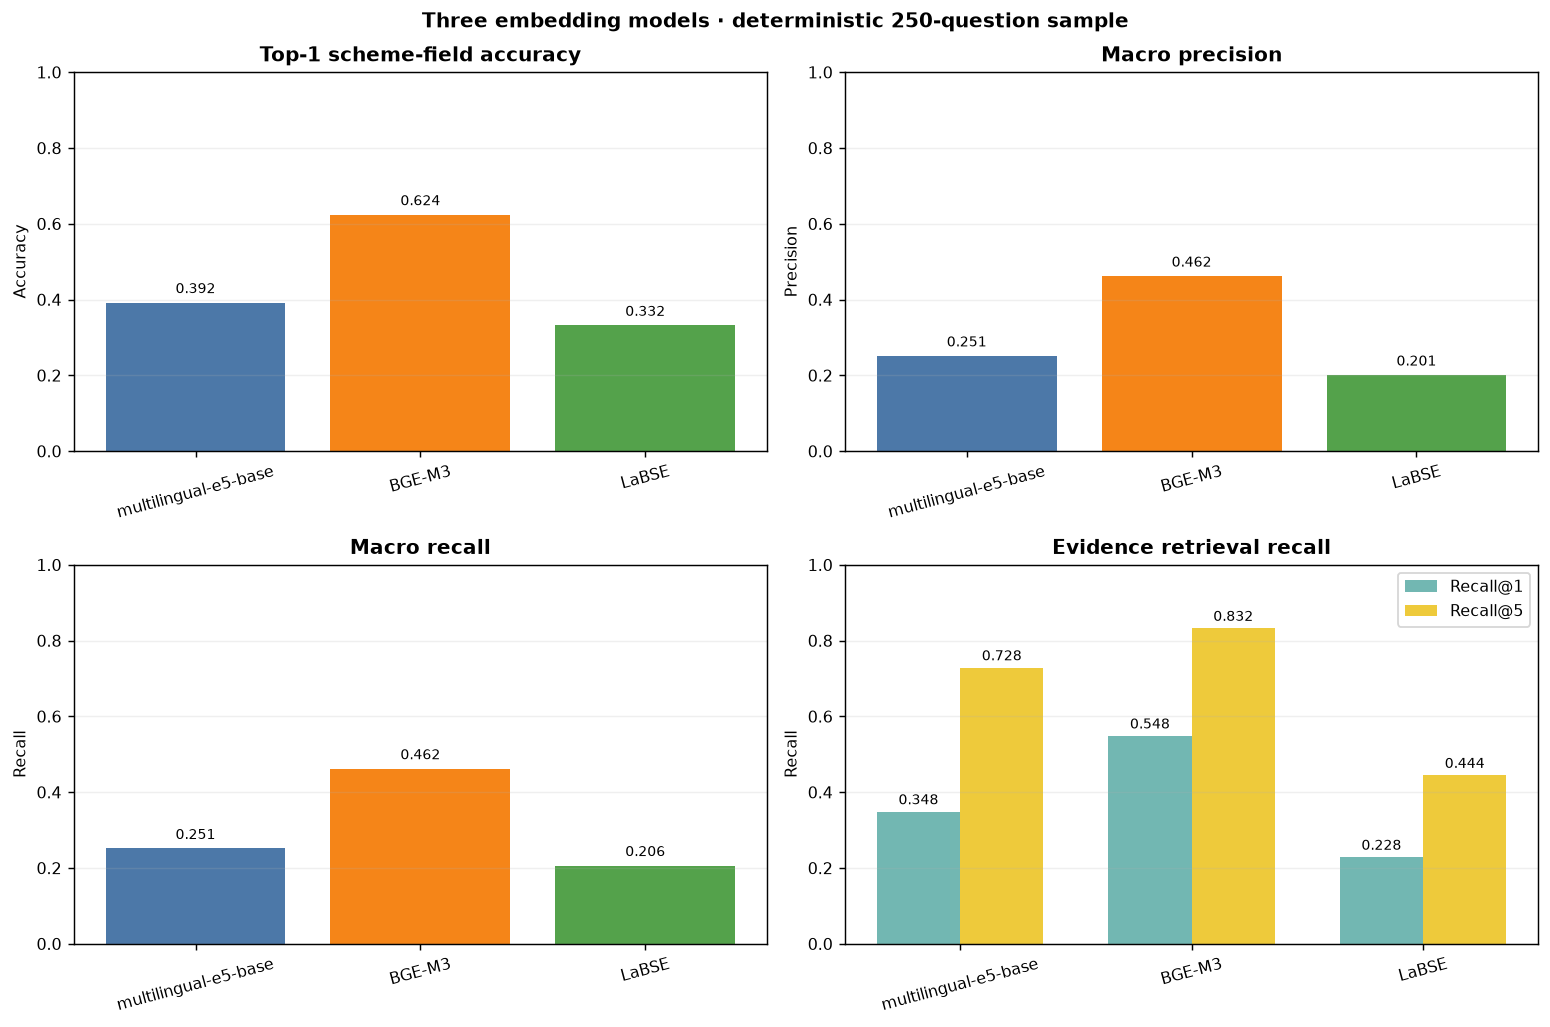 Three embedding models · deterministic 250-question sample
Top-1 scheme-field accuracy
Accuracy
1.0
0.8
0.6
0.4
0.2
0.0
0.392
0.624
0.332
multilingual-e5-base
BGE-M3
LaBSE
Macro precision
Precision
1.0
0.8
0.6
0.4
0.2
0.0
0.251
0.462
0.201
multilingual-e5-base
BGE-M3
LaBSE
Macro recall
Recall
1.0
0.8
0.6
0.4
0.2
0.0
0.251
0.462
0.206
multilingual-e5-base
BGE-M3
LaBSE
Evidence retrieval recall
Recall
1.0
0.8
0.6
0.4
0.2
0.0
Recall@1
Recall@5
0.348
0.728
0.548
0.832
0.228
0.444
multilingual-e5-base
BGE-M3
LaBSE